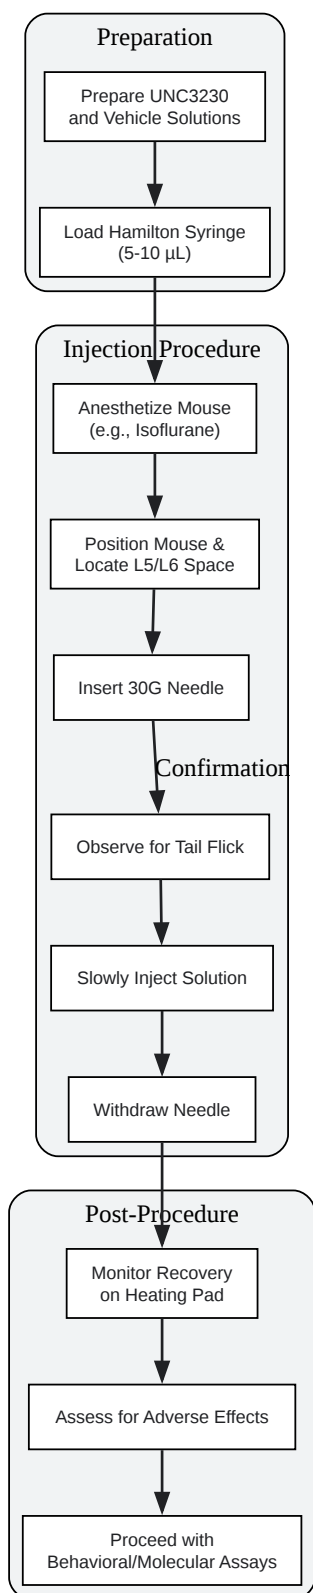 Preparation
Prepare UNC3230
and Vehicle Solutions
Load Hamilton Syringe
(5-10 µL)
Injection Procedure
Anesthetize Mouse
(e.g., Isoflurane)
Position Mouse &
Locate L5/L6 Space
Insert 30G Needle
Confirmation
Observe for Tail Flick
Slowly Inject Solution
Withdraw Needle
Post-Procedure
Monitor Recovery
on Heating Pad
Assess for Adverse Effects
Proceed with
Behavioral/Molecular Assays